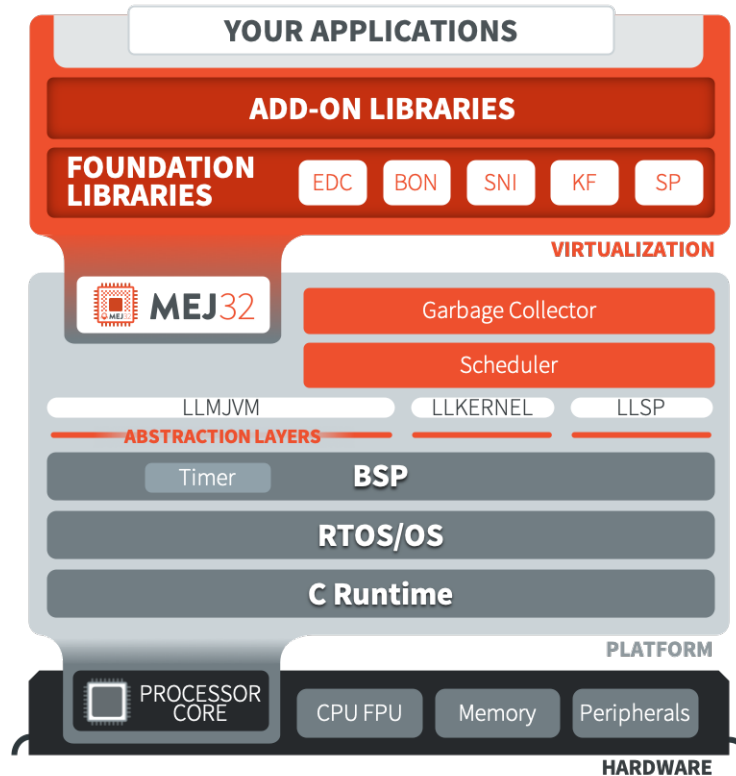 YOUR APPLICATIONS
ADD-ON LIBRARIES
FOUNDATION
LIBRARIES
EDC BON SNI KF SP
VIRTUALIZATION
MEJ32
Garbage Collector
Scheduler
LLMJVM LLKERNEL LLSP
ABSTRACTION LAYERS
Timer BSP
RTOS/OS
C Runtime
PLATFORM
PROCESSOR
CORE
CPU FPU Memory Peripherals
HARDWARE